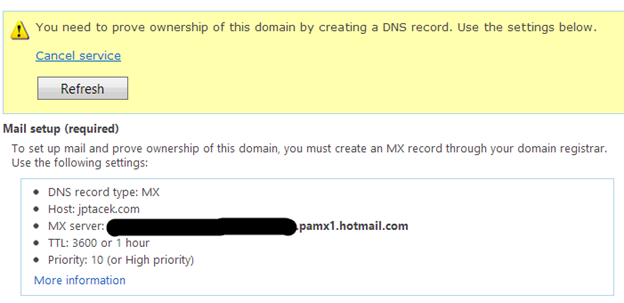 You need to prove ownership of this domain by creating a DNS record. Use the settings below.
Cancel service
Refresh
Mail setup (required)
To set up mail and prove ownership of this domain, you must create an MX record through your domain registrar.
Use the following settings:
DNS record type: MX
Host: jptacek.com
MX server: .pamx1.hotmail.com
TTL: 3600 or 1 hour
Priority: 10 (or High priority)
More information